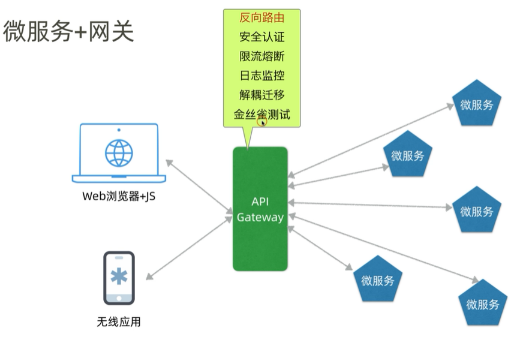 微服务+网关
反向路由
安全认证
限流熔断
日志监控
解耦迁移
金丝雀测试
Web浏览器+JS
无线应用
API
Gateway
微服务
微服务
微服务
微服务
微服务